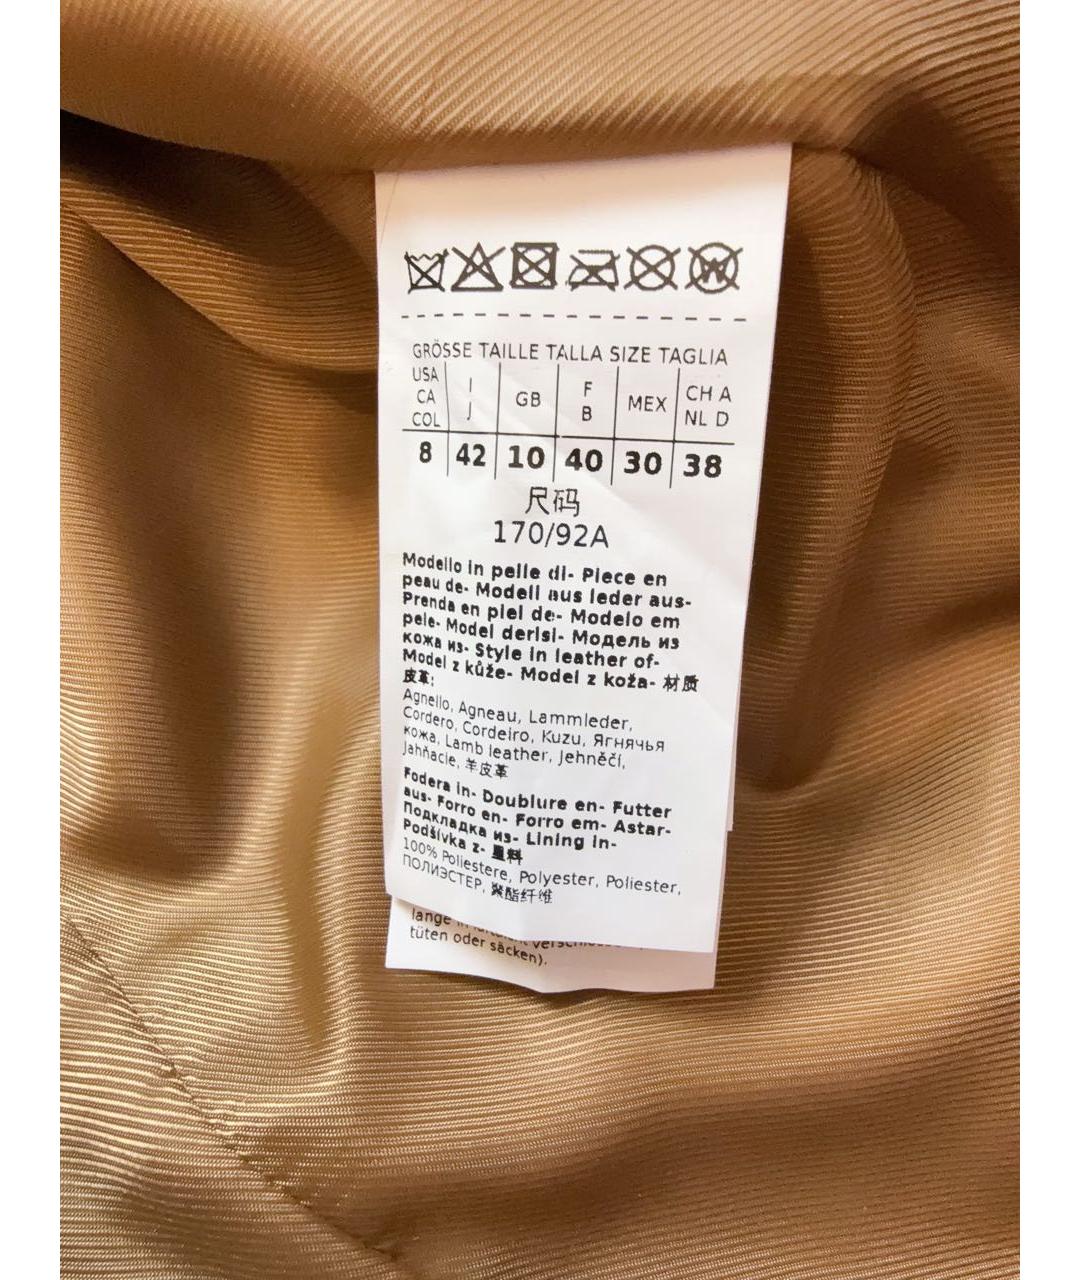 GRÖSSE TAILLE TALLA SIZE TAGLIA
USA CA COL I J GB F B MEX CH A NL D
8 42 10 40 30 38
尺码
170/92A
Modello in pelle di- Piece en
peau de- Modell aus leder aus-
Prenda en piel de- Modelo em
pele- Model derisi- Модель из
кожа из- Style in leather of-
Model z kůže- Model z koža- 材质
皮革:
Agnello, Agneau, Lammleder,
Cordero, Cordeiro, Kuzu, Ягнячья
кожа, Lamb leather, Jehněčí,
Jahňacie, 羊皮革
Fodera in- Doublure en- Futter
aus- Forro en- Forro em- Astar-
Подкладка из- Lining in-
Podšívka z- 里料
100% Poliestere, Polyester, Poliester,
ПОЛИЭСТЕР, 聚酯纤维
lange
tüten oder säcken).